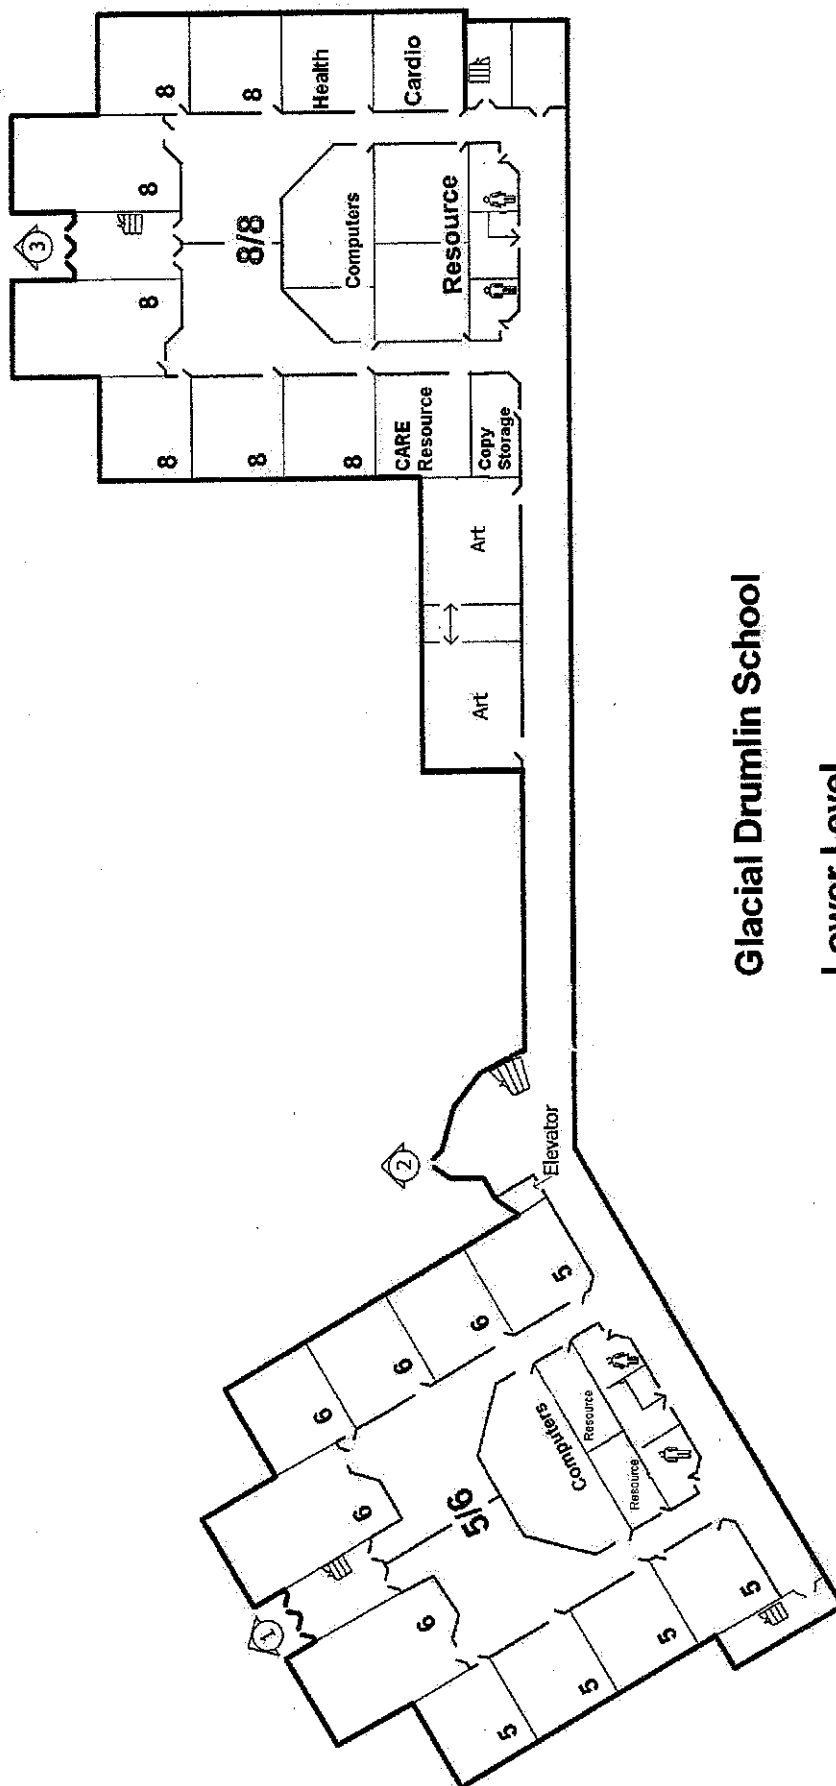 8
8
Health
Cardio
8
3
8/8
Computers
Resource
8
8
8
8
CARE
Resource
Copy
Storage
Art
Art
2
Elevator
5
6
6
6
6
5/6
Computers
Resource
Resource
1
6
5
5
5
5
Glacial Drumlin School
Lower Level